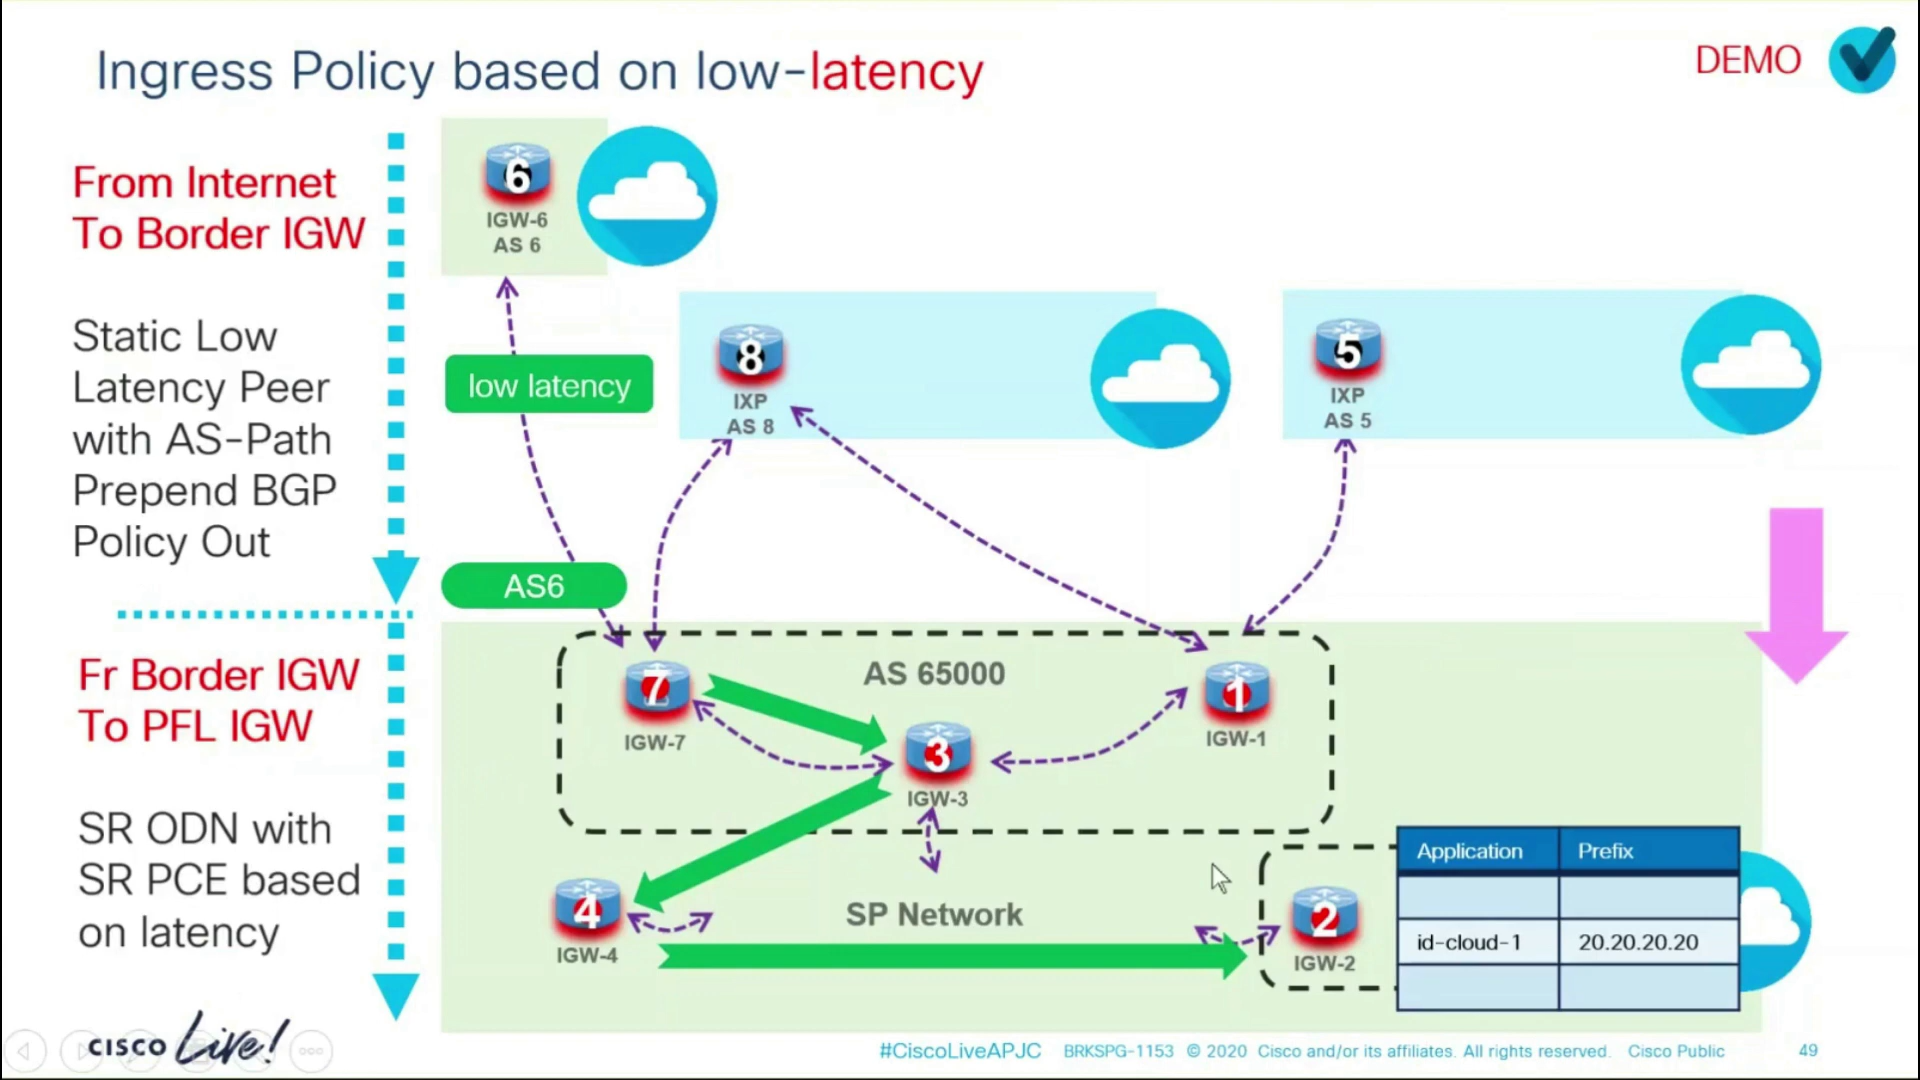 Ingress Policy based on low-latency
DEMO
From Internet
To Border IGW
Static Low
Latency Peer
with AS-Path
Prepend BGP
Policy Out
Fr Border IGW
To PFL IGW
SR ODN with
SR PCE based
on latency
6
IGW-6
AS 6
low latency
8
IXP
AS 8
5
IXP
AS 5
AS6
AS 65000
7
IGW-7
3
IGW-3
1
IGW-1
4
IGW-4
SP Network
2
IGW-2
Application Prefix
id-cloud-1 20.20.20.20
CISCO Live!
#CiscoLiveAPJC BRKSPG-1153 © 2020 Cisco and/or its affiliates. All rights reserved. Cisco Public 49